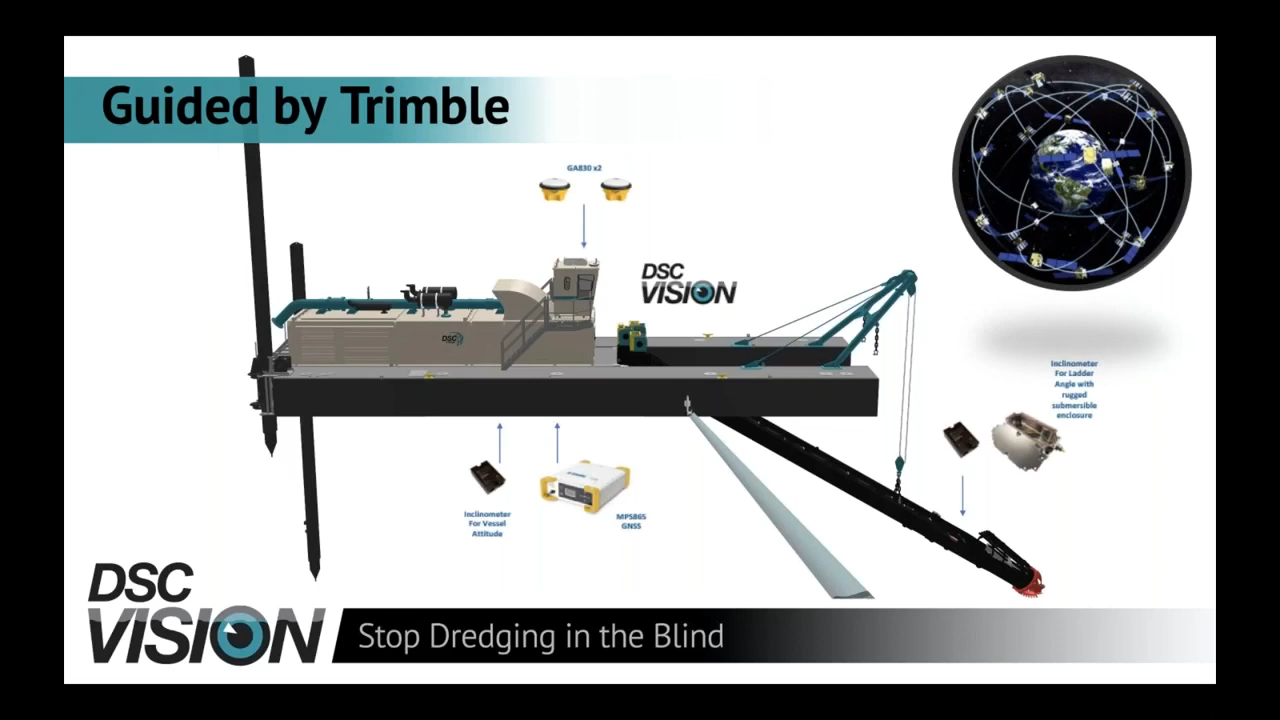 Guided by Trimble
GA830 x2
DSC
VISION
DSC
Inclinometer
For Ladder
Angle with
rugged
submersible
enclosure
Inclinometer
For Vessel
Attitude
MPS865
GNSS
DSC
VISION
Stop Dredging in the Blind